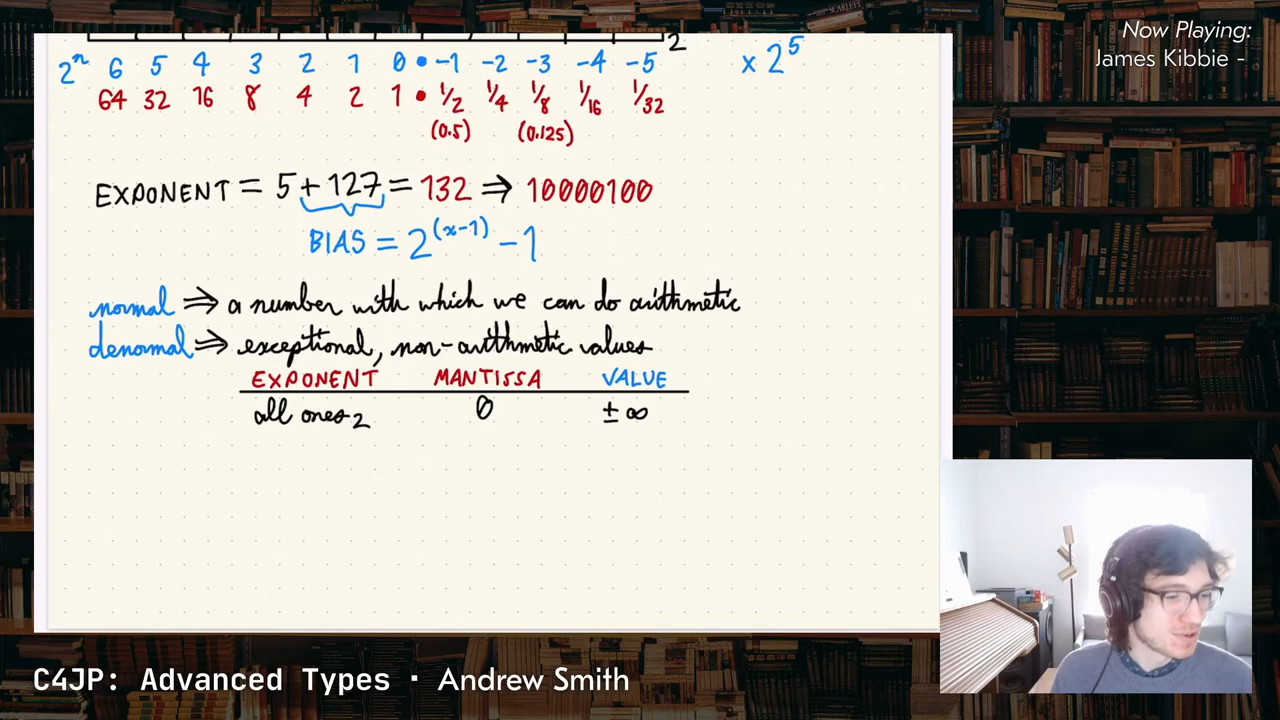 Now Playing:
James Kibbie -
2
2ⁿ 6 5 4 3 2 1 0 • -1 -2 -3 -4 -5 x 2⁵
64 32 16 8 4 2 1 • 1/2 1/4 1/8 1/16 1/32
(0.5) (0.125)
EXPONENT = 5 + 127 = 132 ⇒ 10000100
BIAS = 2^(x-1) - 1
normal ⇒ a number with which we can do arithmetic
denormal ⇒ exceptional, non-arithmetic values
EXPONENT MANTISSA VALUE
all ones₂ 0 ± ∞
C4JP: Advanced Types · Andrew Smith